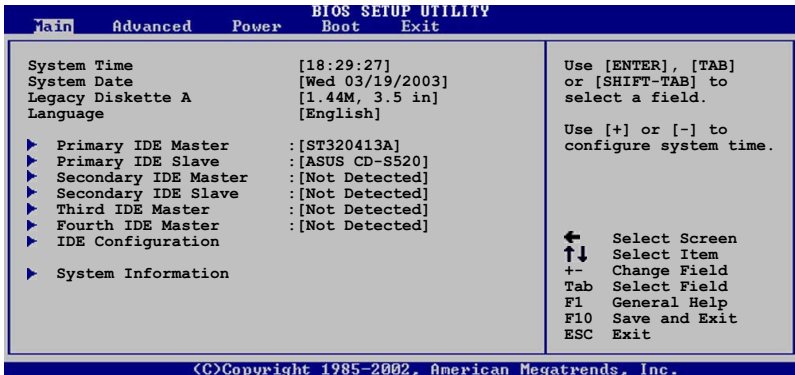 BIOS SETUP UTILITY
Main Advanced Power Boot Exit
System Time [18:29:27]
System Date [Wed 03/19/2003]
Legacy Diskette A [1.44M, 3.5 in]
Language [English]
Primary IDE Master :[ST320413A]
Primary IDE Slave :[ASUS CD-S520]
Secondary IDE Master :[Not Detected]
Secondary IDE Slave :[Not Detected]
Third IDE Master :[Not Detected]
Fourth IDE Master :[Not Detected]
IDE Configuration
System Information
Use [ENTER], [TAB]
or [SHIFT-TAB] to
select a field.
Use [+] or [-] to
configure system time.
← Select Screen
↑↓ Select Item
+- Change Field
Tab Select Field
F1 General Help
F10 Save and Exit
ESC Exit
(C)Copyright 1985-2002, American Megatrends, Inc.